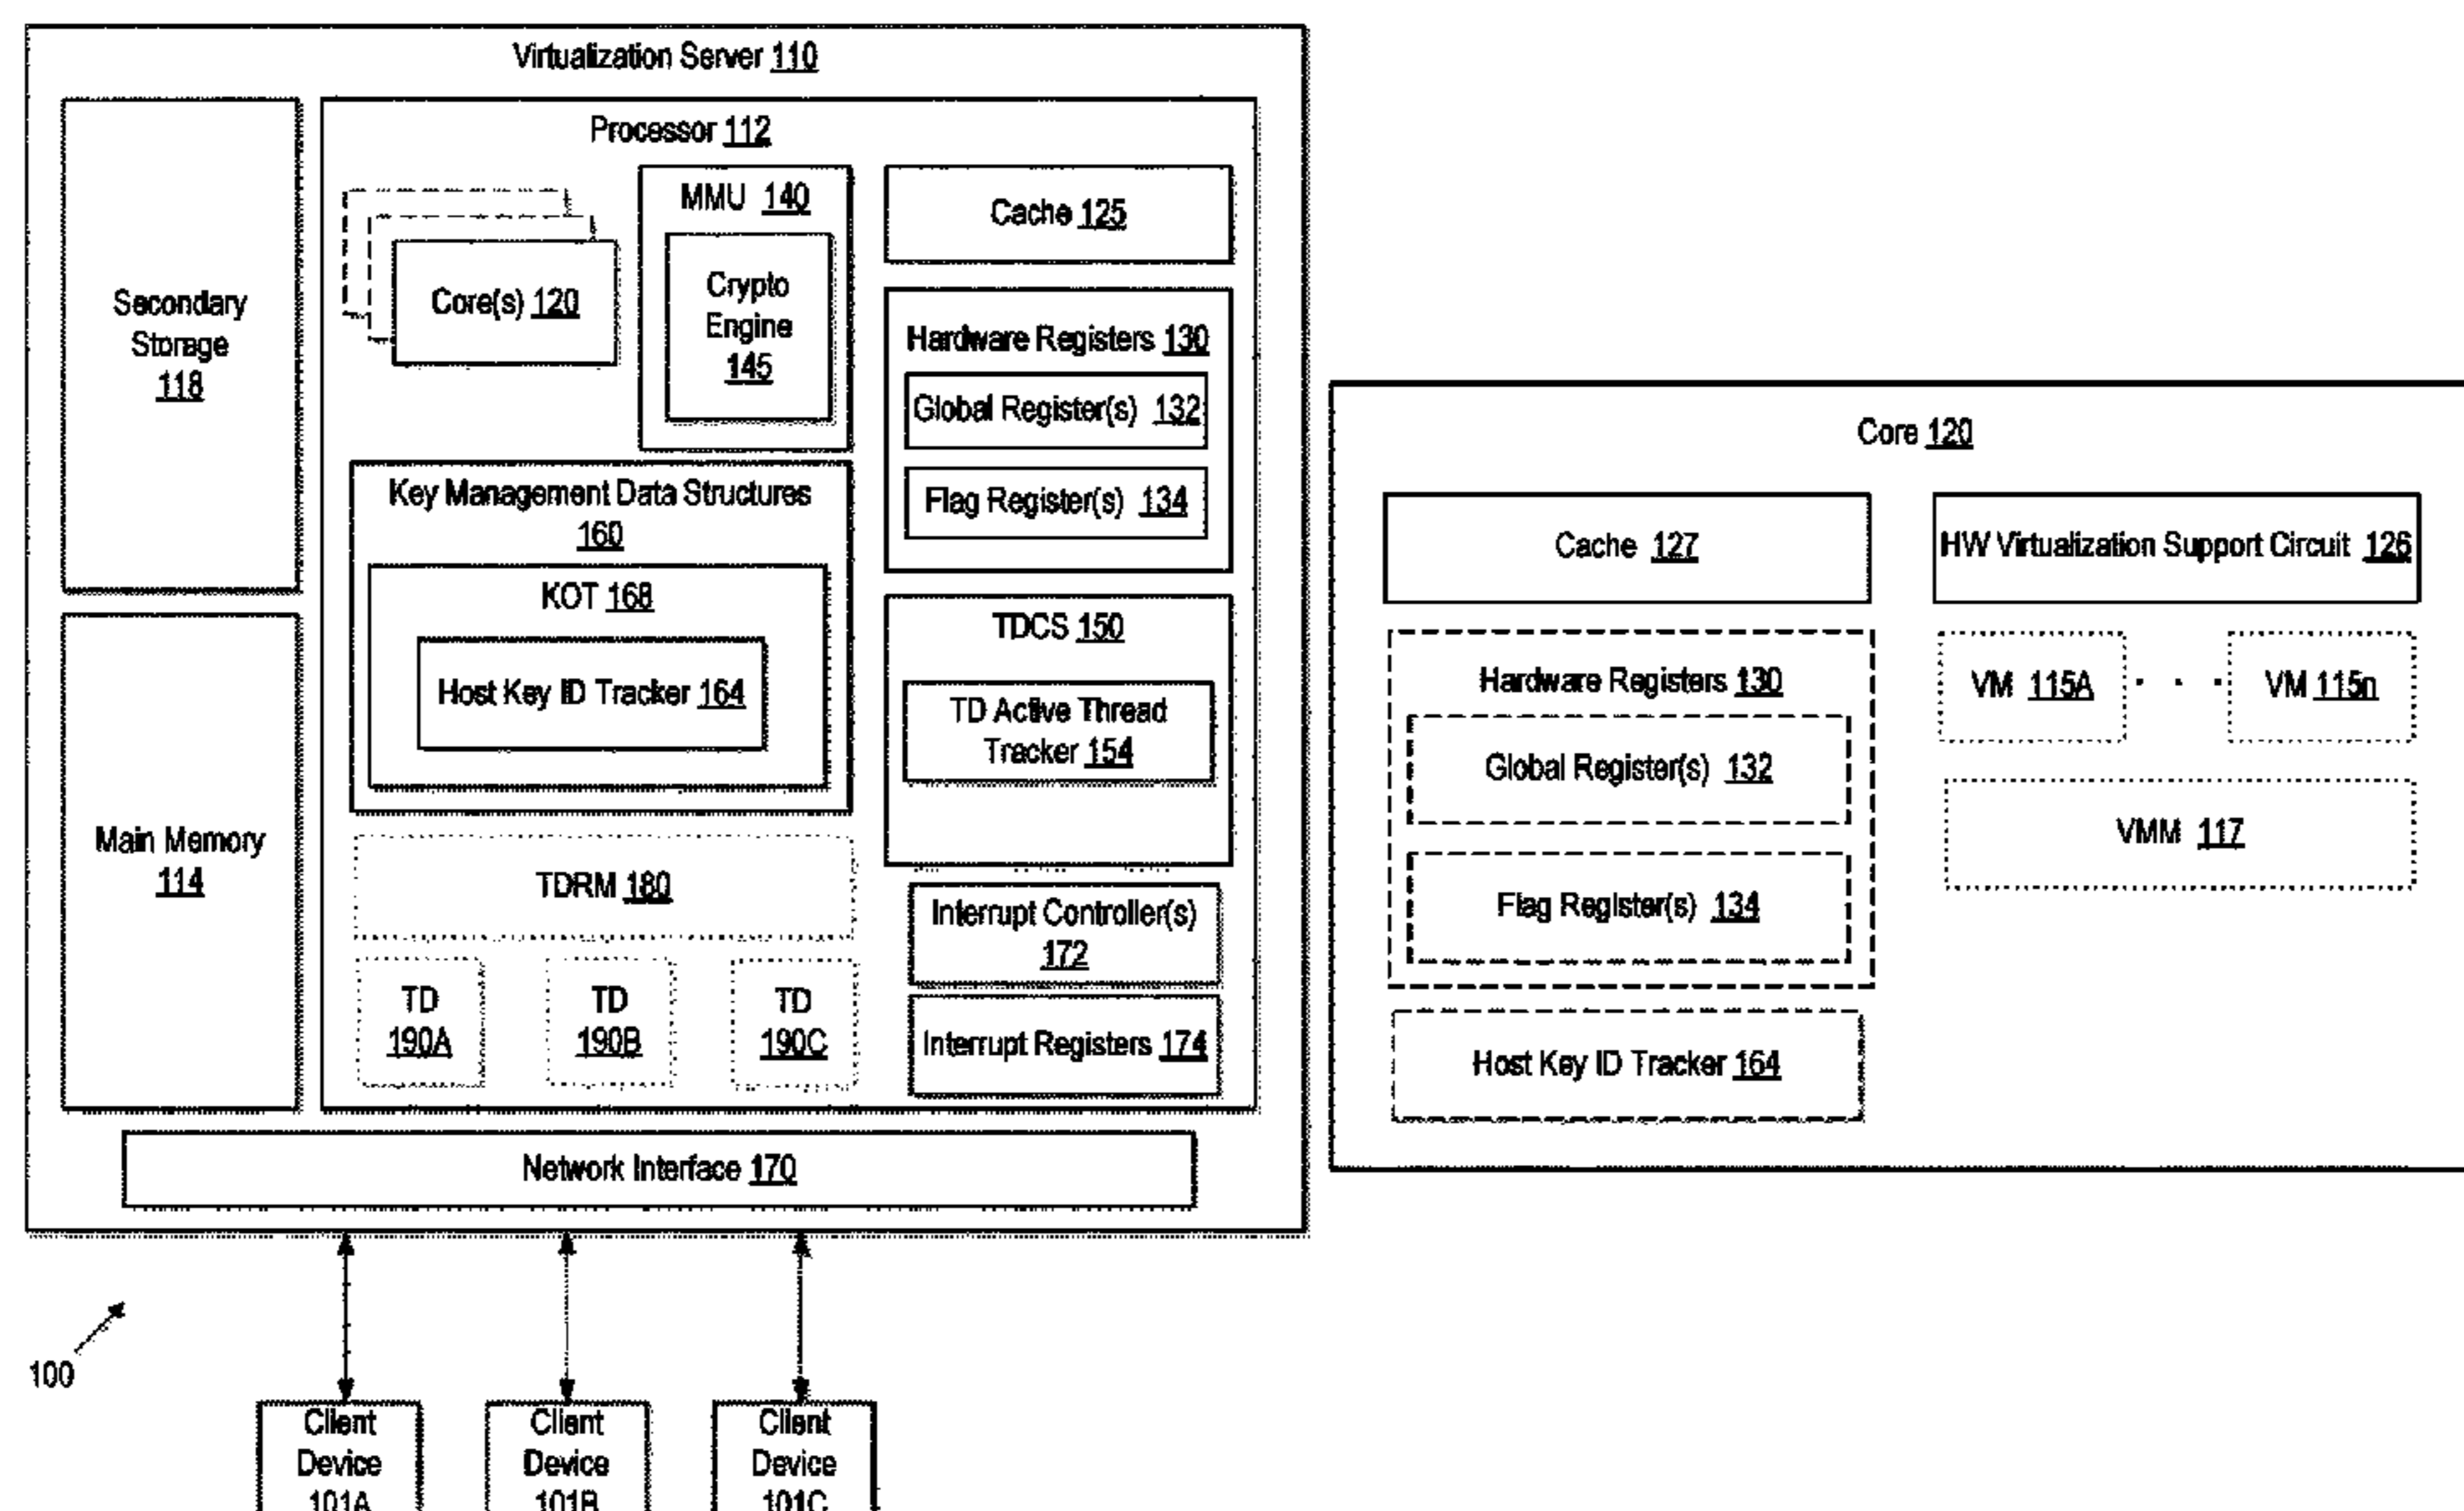 Virtualization Server 110
Secondary
Storage
118
Main Memory
114
Processor 112
Core(s) 120
MMU 140
Crypto
Engine
145
Cache 125
Hardware Registers 130
Global Register(s) 132
Flag Register(s) 134
Key Management Data Structures
160
KOT 168
Host Key ID Tracker 164
TDCS 150
TD Active Thread
Tracker 154
TDRM 180
TD
190A
TD
190B
TD
190C
Interrupt Controller(s)
172
Interrupt Registers 174
Network Interface 170
Core 120
Cache 127
HW Virtualization Support Circuit 126
Hardware Registers 130
Global Register(s) 132
Flag Register(s) 134
Host Key ID Tracker 164
VM 115A
. . .
VM 115n
VMM 117
100
Client
Device
101A
Client
Device
101B
Client
Device
101C